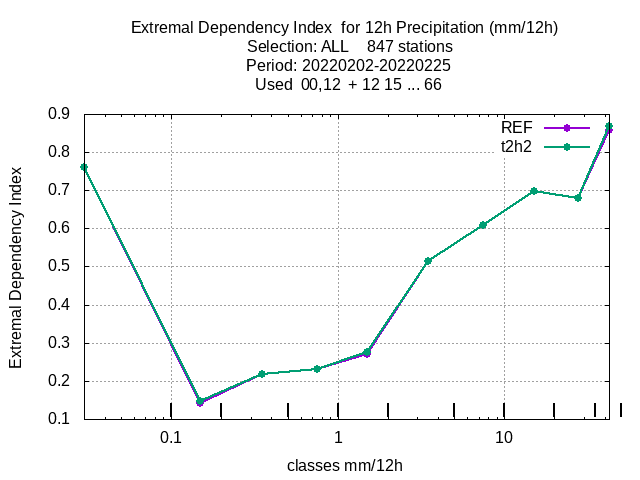 Extremal Dependency Index  for 12h Precipitation (mm/12h)
Selection: ALL    847 stations
Period: 20220202-20220225
Used  00,12  + 12 15 ... 66
REF
t2h2
0.9
0.8
0.7
0.6
0.5
0.4
0.3
0.2
0.1
Extremal Dependency Index
0.1 1 10
classes mm/12h